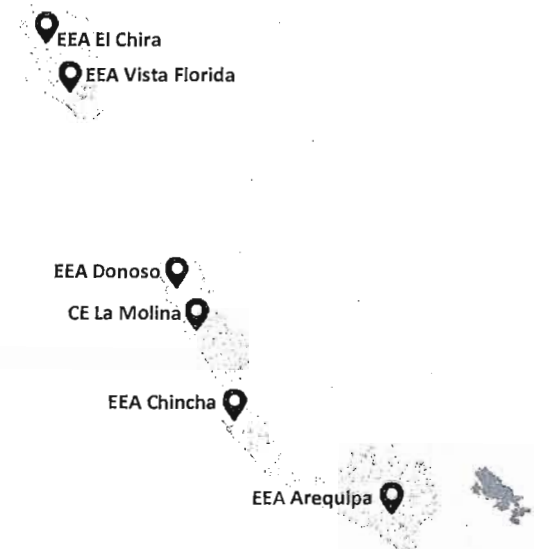 EEA El Chira
EEA Vista Florida
EEA Donoso
CE La Molina
EEA Chincha
EEA Arequipa